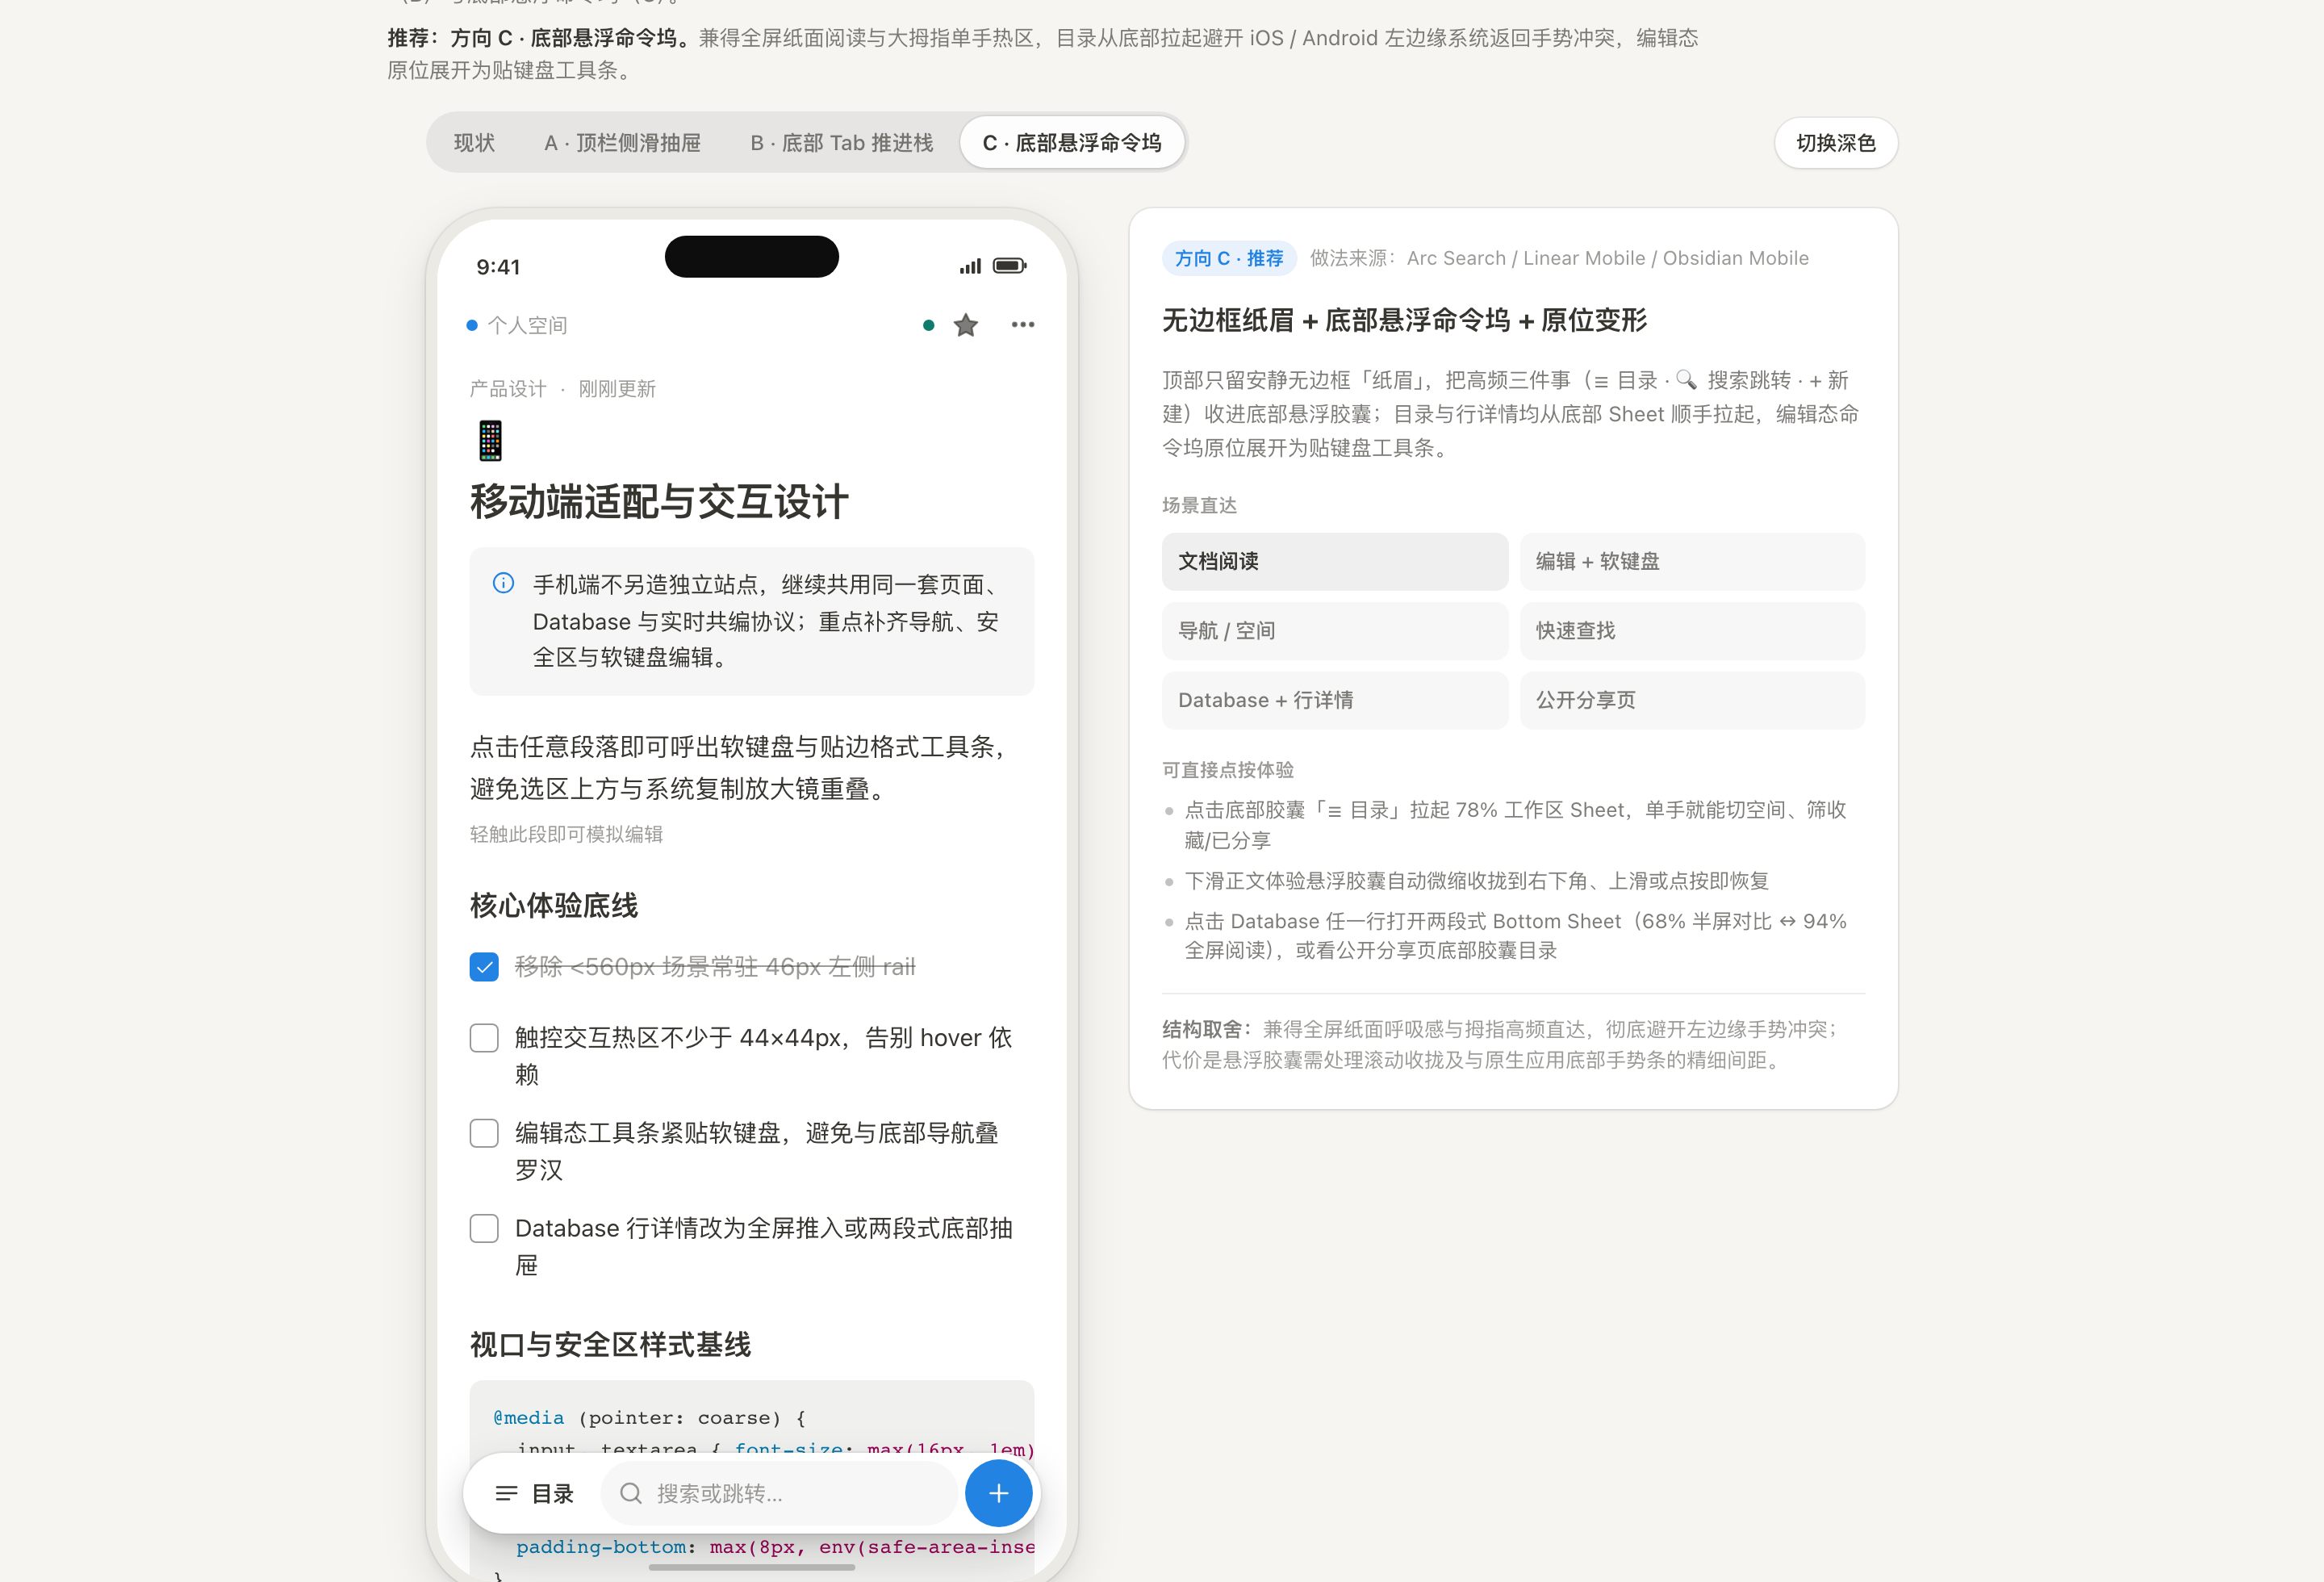 推荐：方向 C · 底部悬浮命令坞。兼得全屏纸面阅读与大拇指单手热区，目录从底部拉起避开 iOS / Android 左边缘系统返回手势冲突，编辑态
原位展开为贴键盘工具条。
现状
A · 顶栏侧滑抽屉
B · 底部 Tab 推进栈
C · 底部悬浮命令坞
切换深色
9:41
个人空间
产品设计 · 刚刚更新
移动端适配与交互设计
手机端不另造独立站点，继续共用同一套页面、
Database 与实时共编协议；重点补齐导航、安
全区与软键盘编辑。
点击任意段落即可呼出软键盘与贴边格式工具条，
避免选区上方与系统复制放大镜重叠。
轻触此段即可模拟编辑
核心体验底线
移除 <560px 场景常驻 46px 左侧 rail
触控交互热区不少于 44×44px，告别 hover 依
赖
编辑态工具条紧贴软键盘，避免与底部导航叠
罗汉
Database 行详情改为全屏推入或两段式底部抽
屉
视口与安全区样式基线
@media (pointer: coarse) {
input, textarea { font-size: max(16px, 1em)
目录
搜索或跳转...
padding-bottom: max(8px, env(safe-area-inse
}
方向 C · 推荐
做法来源：Arc Search / Linear Mobile / Obsidian Mobile
无边框纸眉 + 底部悬浮命令坞 + 原位变形
顶部只留安静无边框「纸眉」，把高频三件事（≡ 目录 · 🔍 搜索跳转 · + 新
建）收进底部悬浮胶囊；目录与行详情均从底部 Sheet 顺手拉起，编辑态命
令坞原位展开为贴键盘工具条。
场景直达
文档阅读
编辑 + 软键盘
导航 / 空间
快速查找
Database + 行详情
公开分享页
可直接点按体验
点击底部胶囊「≡ 目录」拉起 78% 工作区 Sheet，单手就能切空间、筛收
藏/已分享
下滑正文体验悬浮胶囊自动微缩收拢到右下角、上滑或点按即恢复
点击 Database 任一行打开两段式 Bottom Sheet（68% 半屏对比 ↔ 94%
全屏阅读），或看公开分享页底部胶囊目录
结构取舍：兼得全屏纸面呼吸感与拇指高频直达，彻底避开左边缘手势冲突；
代价是悬浮胶囊需处理滚动收拢及与原生应用底部手势条的精细间距。